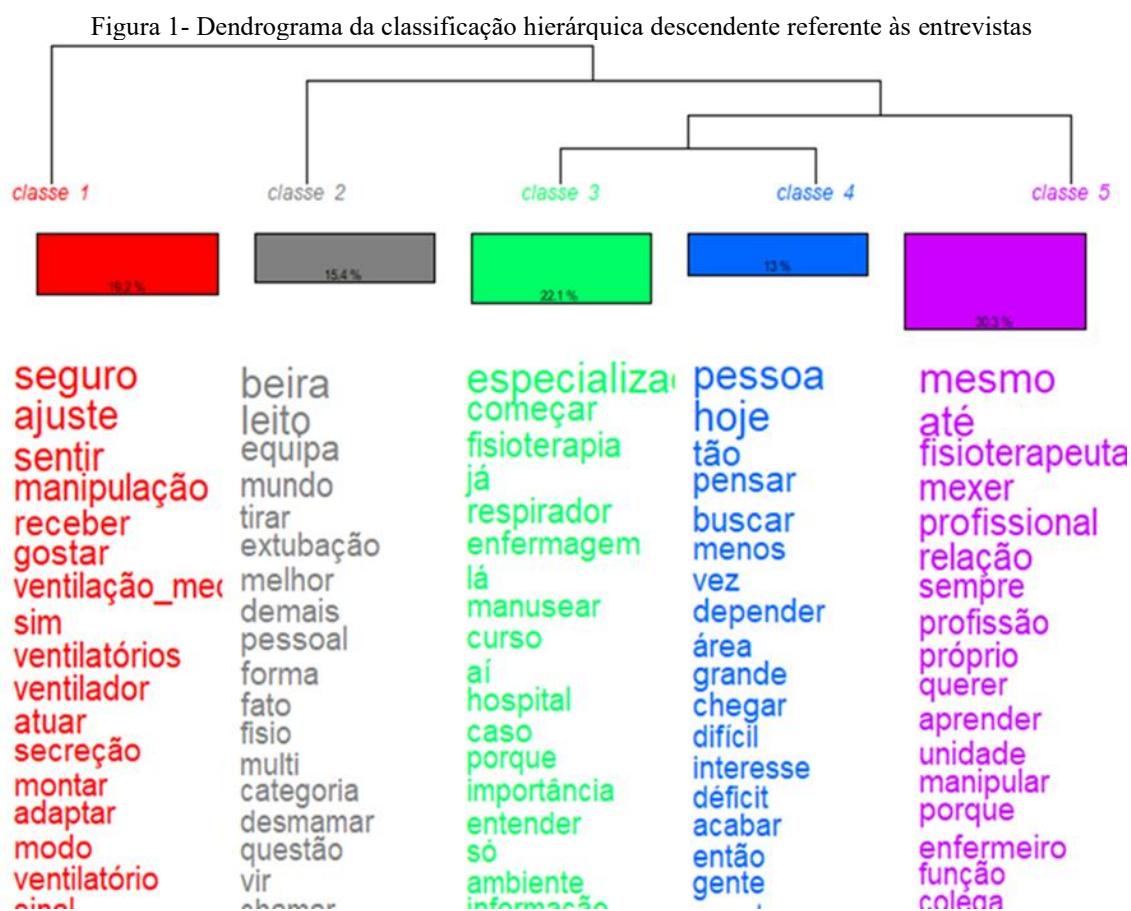 Figura 1- Dendrograma da classificação hierárquica descendente referente às entrevistas
classe 1
classe 2
classe 3
classe 4
classe 5
19.2 %
15.4 %
22.1 %
13 %
30.3 %
seguro
ajuste
sentir
manipulação
receber
gostar
ventilação_mec
sim
ventilatórios
ventilador
atuar
secreção
montar
adaptar
modo
ventilatório
sinal
beira
leito
equipa
mundo
tirar
extubação
melhor
demais
pessoal
forma
fato
fisio
multi
categoria
desmamar
questão
vir
chamar
especializa
começar
fisioterapia
já
respirador
enfermagem
lá
manusear
curso
aí
hospital
caso
porque
importância
entender
só
ambiente
informação
pessoa
hoje
tão
pensar
buscar
menos
vez
depender
área
grande
chegar
difícil
interesse
déficit
acabar
então
gente
mesmo
até
fisioterapeuta
mexer
profissional
relação
sempre
profissão
próprio
querer
aprender
unidade
manipular
porque
enfermeiro
função
colega